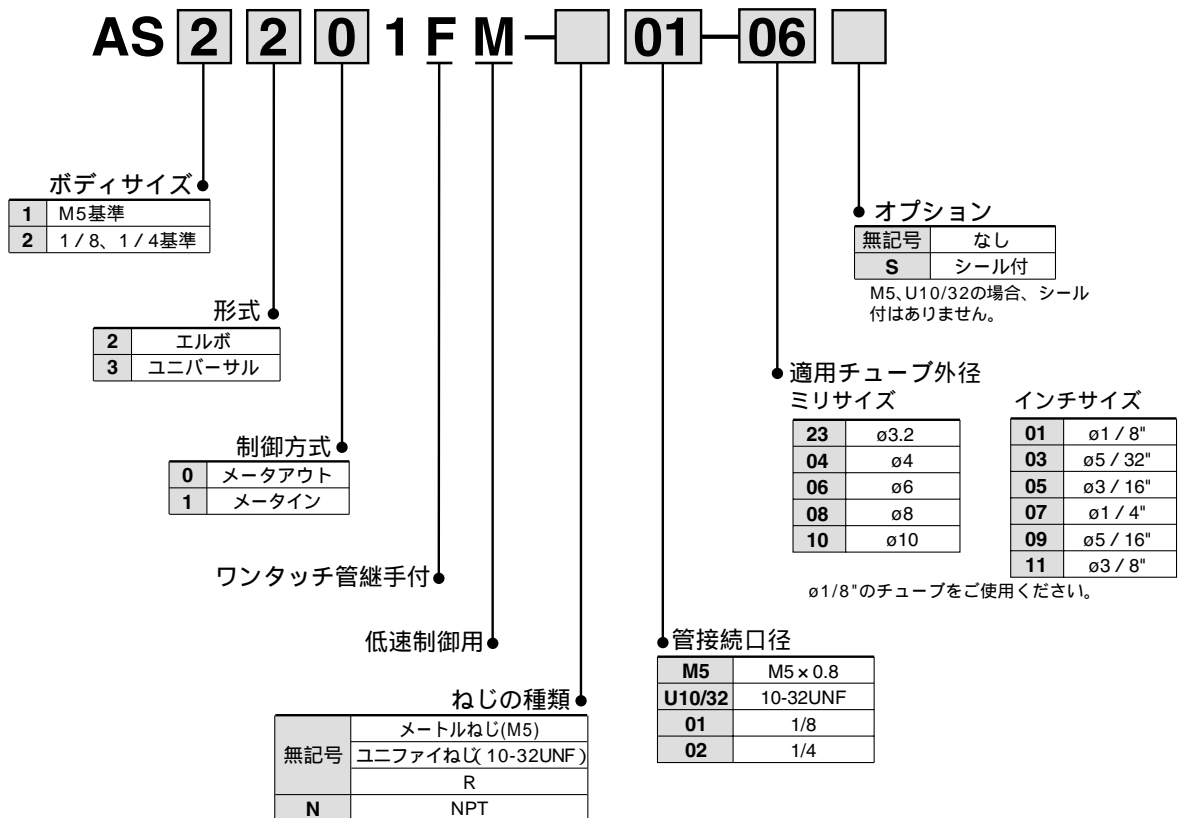 AS 2 2 0 1 F M － 01 － 06
ボディサイズ
1 M5基準
2 1/8、1/4基準
形式
2 エルボ
3 ユニバーサル
制御方式
0 メータアウト
1 メータイン
ワンタッチ管継手付
低速制御用
ねじの種類
無記号 メートルねじ(M5)
ユニファイねじ(10-32UNF)
R
N NPT
管接続口径
M5 M5×0.8
U10/32 10-32UNF
01 1/8
02 1/4
適用チューブ外径
ミリサイズ
23 ø3.2
04 ø4
06 ø6
08 ø8
10 ø10
インチサイズ
01 ø1/8"
03 ø5/32"
05 ø3/16"
07 ø1/4"
09 ø5/16"
11 ø3/8"
ø1/8"のチューブをご使用ください。
オプション
無記号 なし
S シール付
M5、U10/32の場合、シール
付はありません。